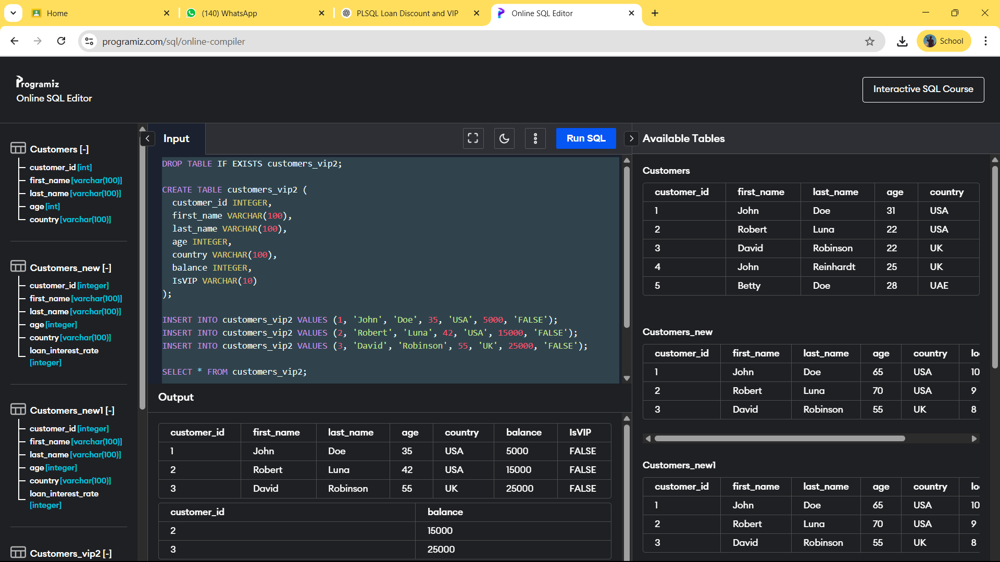 Home
(140) WhatsApp
PLSQL Loan Discount and VIP
Online SQL Editor
programiz.com/sql/online-compiler
School
Programiz
Online SQL Editor
Interactive SQL Course
Customers [-]
customer_id [int]
first_name [varchar(100)]
last_name [varchar(100)]
age [int]
country [varchar(100)]
Customers_new [-]
customer_id [integer]
first_name [varchar(100)]
last_name [varchar(100)]
age [integer]
country [varchar(100)]
loan_interest_rate
[integer]
Customers_new1 [-]
customer_id [integer]
first_name [varchar(100)]
last_name [varchar(100)]
age [integer]
country [varchar(100)]
loan_interest_rate
[integer]
Customers_vip2 [-]
Input
Run SQL
DROP TABLE IF EXISTS customers_vip2;
CREATE TABLE customers_vip2 (
customer_id INTEGER,
first_name VARCHAR(100),
last_name VARCHAR(100),
age INTEGER,
country VARCHAR(100),
balance INTEGER,
IsVIP VARCHAR(10)
);
INSERT INTO customers_vip2 VALUES (1, 'John', 'Doe', 35, 'USA', 5000, 'FALSE');
INSERT INTO customers_vip2 VALUES (2, 'Robert', 'Luna', 42, 'USA', 15000, 'FALSE');
INSERT INTO customers_vip2 VALUES (3, 'David', 'Robinson', 55, 'UK', 25000, 'FALSE');
SELECT * FROM customers_vip2;
Output
customer_id first_name last_name age country balance IsVIP
1 John Doe 35 USA 5000 FALSE
2 Robert Luna 42 USA 15000 FALSE
3 David Robinson 55 UK 25000 FALSE
customer_id balance
2 15000
3 25000
Available Tables
Customers
customer_id first_name last_name age country
1 John Doe 31 USA
2 Robert Luna 22 USA
3 David Robinson 22 UK
4 John Reinhardt 25 UK
5 Betty Doe 28 UAE
Customers_new
customer_id first_name last_name age country
1 John Doe 65 USA 10
2 Robert Luna 70 USA 9
3 David Robinson 55 UK 8
Customers_new1
customer_id first_name last_name age country
1 John Doe 65 USA 10
2 Robert Luna 70 USA 9
3 David Robinson 55 UK 8